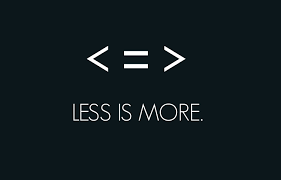 < = >
LESS IS MORE.